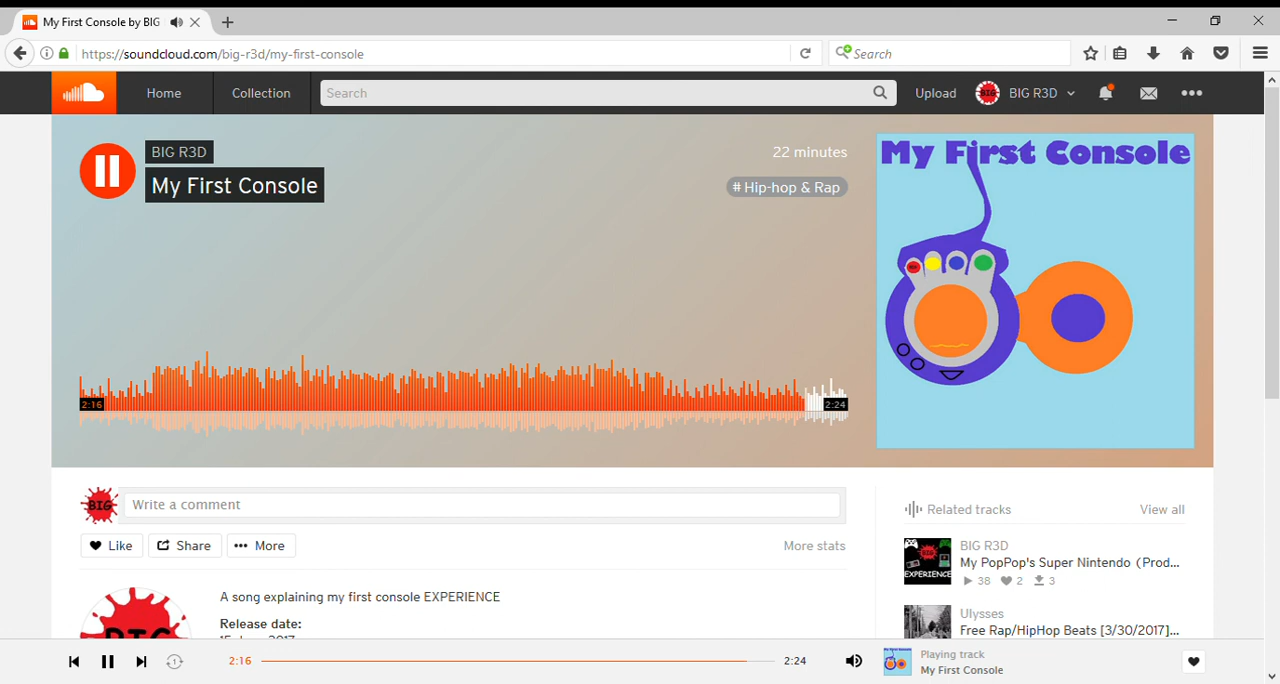 My First Console by BIG
https://soundcloud.com/big-r3d/my-first-console
Search
Home
Collection
Search
Upload
BIG
BIG R3D
BIG R3D
My First Console
22 minutes
# Hip-hop & Rap
My First Console
2:16
2:24
BIG
Write a comment
Like
Share
More
More stats
A song explaining my first console EXPERIENCE
Release date:
Related tracks
View all
BIG R3D
My PopPop's Super Nintendo (Prod...
38
2
3
EXPERIENCE
Ulysses
Free Rap/HipHop Beats [3/30/2017]...
2:16
2:24
Playing track
My First Console